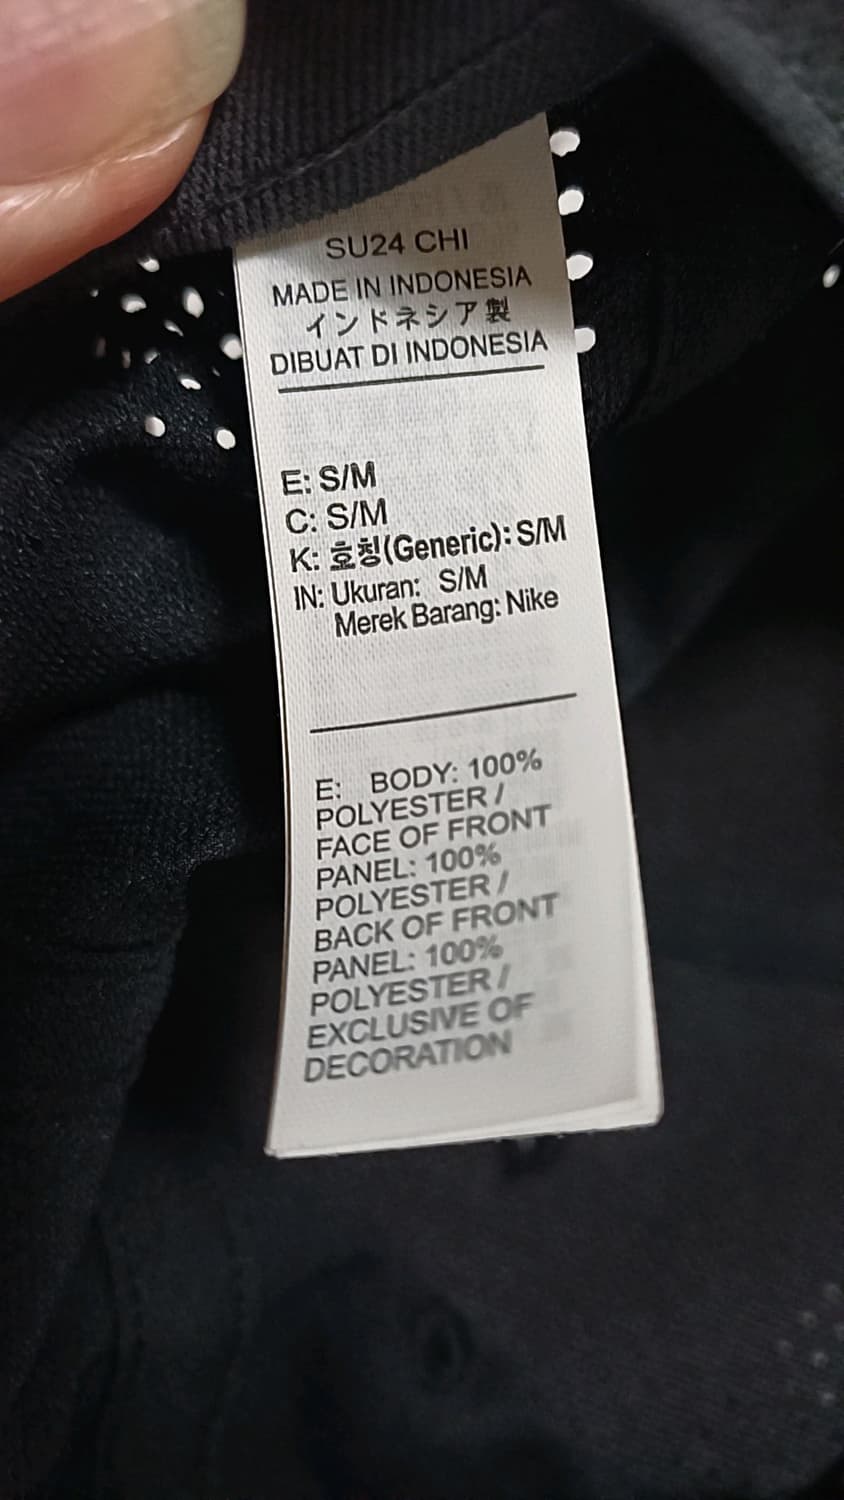 SU24 CHI
MADE IN INDONESIA
インドネシア製
DIBUAT DI INDONESIA
E: S/M
C: S/M
K: 호칭(Generic): S/M
IN: Ukuran: S/M
Merek Barang: Nike
E: BODY: 100%
POLYESTER /
FACE OF FRONT
PANEL: 100%
POLYESTER /
BACK OF FRONT
PANEL: 100%
POLYESTER /
EXCLUSIVE OF
DECORATION